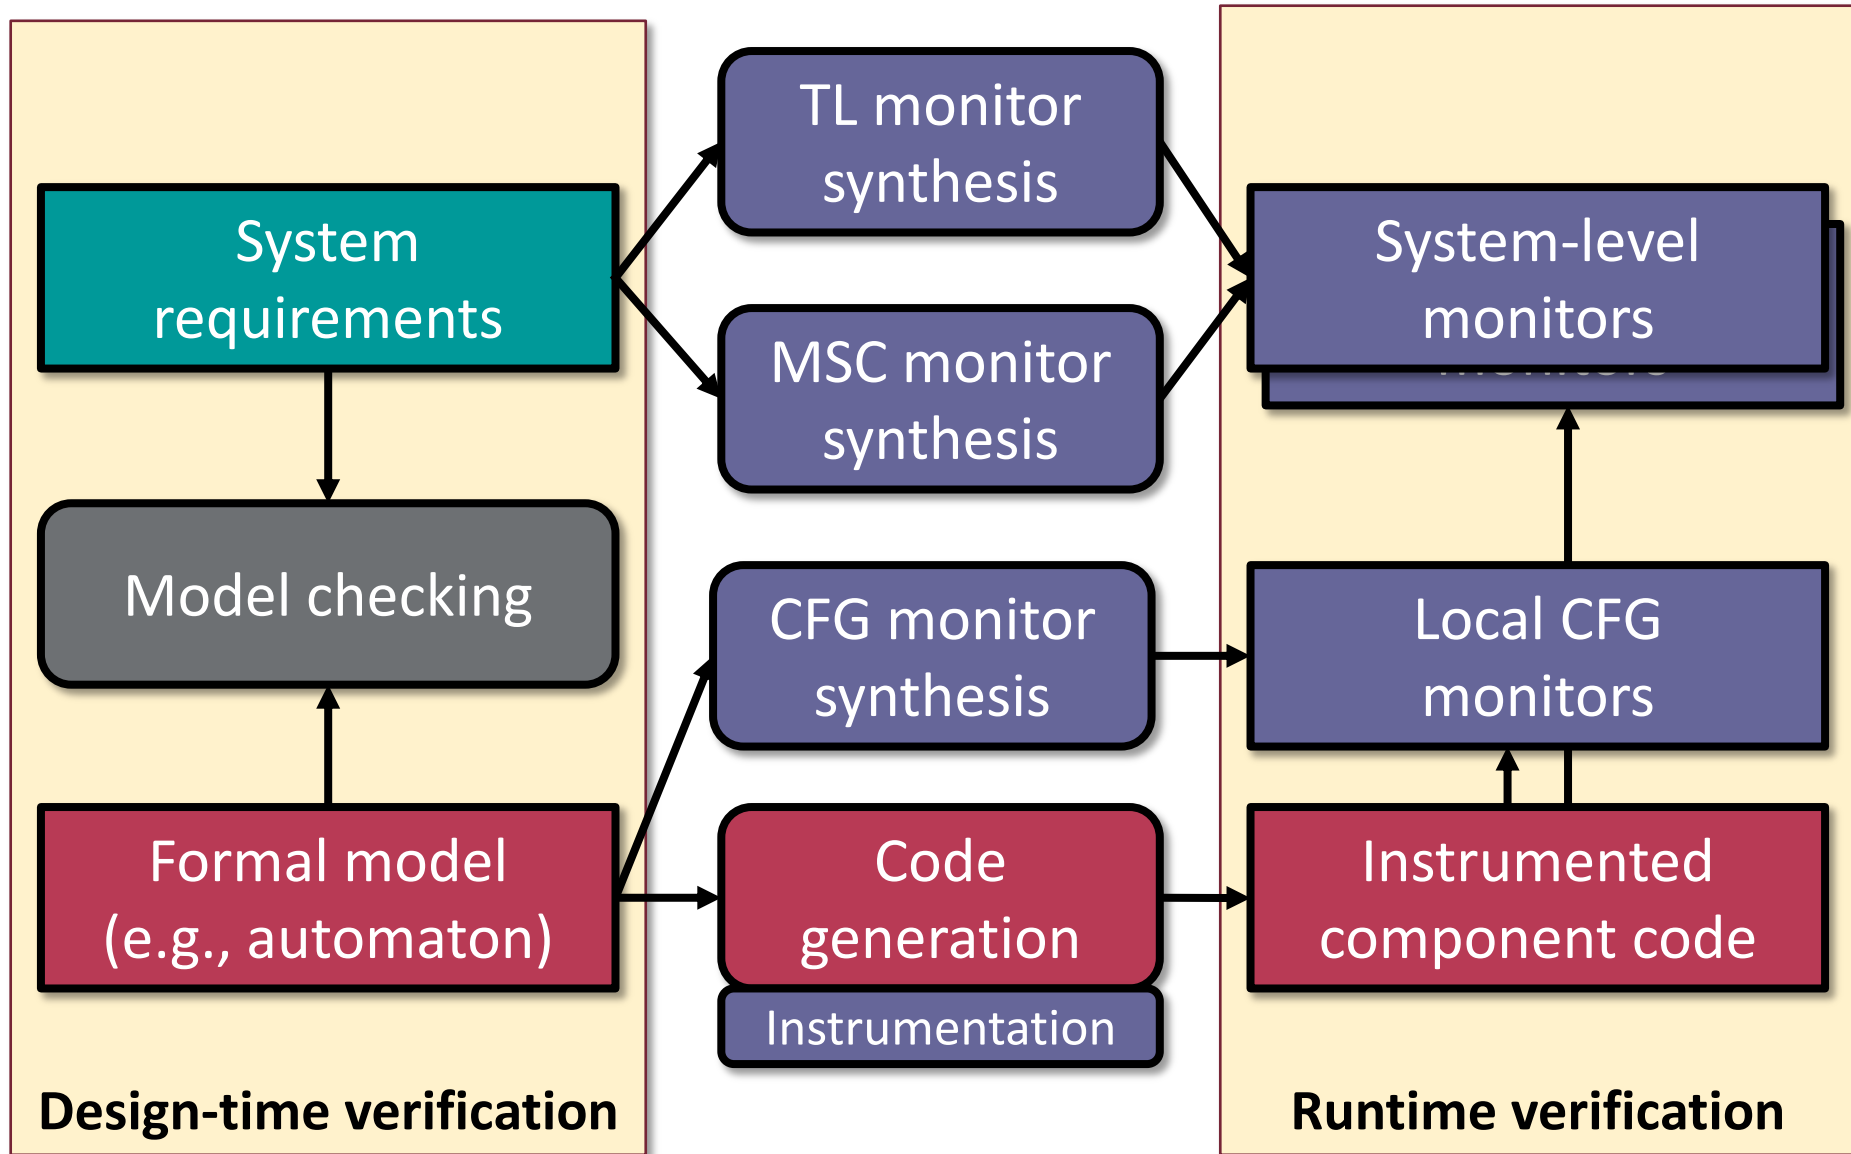 System
requirements
Model checking
Formal model
(e.g., automaton)
Design-time verification
TL monitor
synthesis
MSC monitor
synthesis
CFG monitor
synthesis
Code
generation
Instrumentation
System-level
monitors
monitors
Local CFG
monitors
Instrumented
component code
Runtime verification